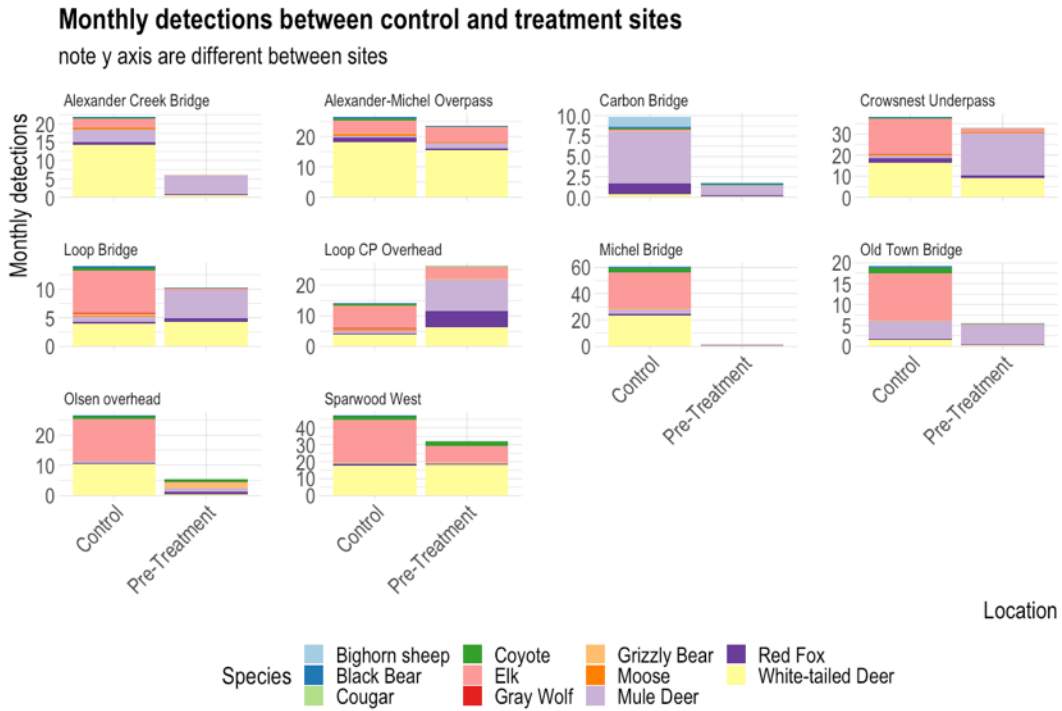 Monthly detections between control and treatment sites
note y axis are different between sites
Monthly detections
Alexander Creek Bridge
20
15
10
5
0
Alexander-Michel Overpass
20
10
0
Carbon Bridge
10.0
7.5
5.0
2.5
0.0
Crowsnest Underpass
30
20
10
0
Loop Bridge
10
5
0
Loop CP Overhead
20
10
0
Michel Bridge
60
40
20
0
Control
Pre-Treatment
Old Town Bridge
20
15
10
5
0
Control
Pre-Treatment
Olsen overhead
20
10
0
Control
Pre-Treatment
Sparwood West
40
30
20
10
0
Control
Pre-Treatment
Location
Species
Bighorn sheep
Black Bear
Cougar
Coyote
Elk
Gray Wolf
Grizzly Bear
Moose
Mule Deer
Red Fox
White-tailed Deer